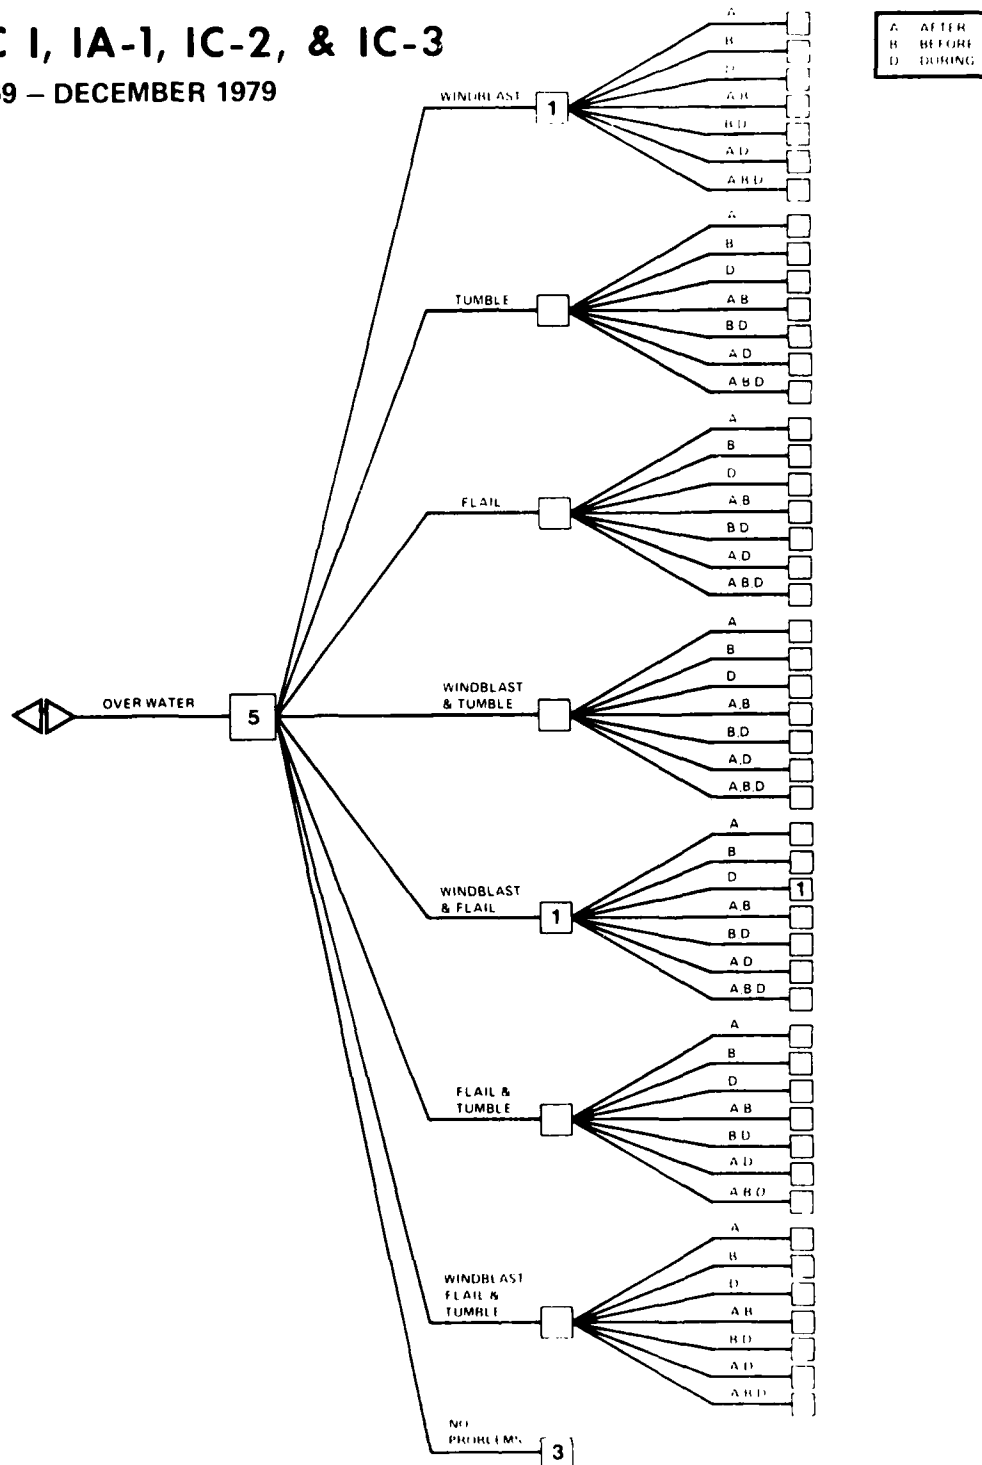 C I, IA-1, IC-2, & IC-3
9 – DECEMBER 1979
A AFTER
B BEFORE
D DURING
WINDBLAST
1
A
B
D
A,B
B,D
A,D
A,B,D
TUMBLE
A
B
D
A,B
B,D
A,D
A,B,D
FLAIL
A
B
D
A,B
B,D
A,D
A,B,D
OVER WATER
5
WINDBLAST
& TUMBLE
A
B
D
A,B
B,D
A,D
A,B,D
WINDBLAST
& FLAIL
1
A
B
D
1
A,B
B,D
A,D
A,B,D
FLAIL &
TUMBLE
A
B
D
A,B
B,D
A,D
A,B,D
WINDBLAST
FLAIL &
TUMBLE
A
B
D
A,B
B,D
A,D
A,B,D
NO
PROBLEMS
3